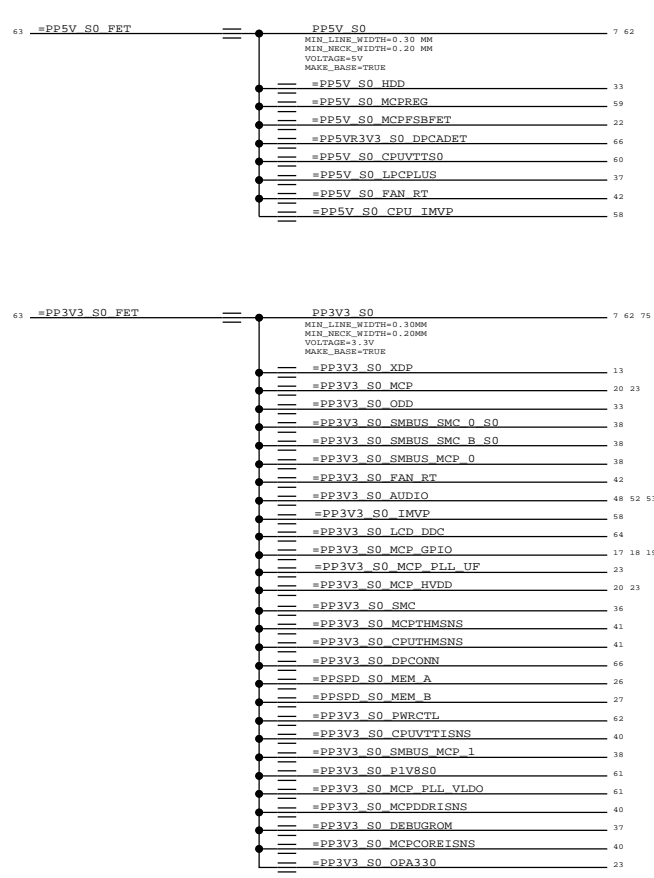 63 =PP5V_S0_FET PP5V_S0 7 62
MIN_LINE_WIDTH=0.30 MM
MIN_NECK_WIDTH=0.20 MM
VOLTAGE=5V
MAKE_BASE=TRUE
=PP5V_S0_HDD 33
=PP5V_S0_MCPREG 59
=PP5V_S0_MCPFSBFET 22
=PP5VR3V3_S0_DPCADET 66
=PP5V_S0_CPUVTTS0 60
=PP5V_S0_LPCPLUS 37
=PP5V_S0_FAN_RT 42
=PP5V_S0_CPU_IMVP 58
63 =PP3V3_S0_FET PP3V3_S0 7 62 75
MIN_LINE_WIDTH=0.30MM
MIN_NECK_WIDTH=0.20MM
VOLTAGE=3.3V
MAKE_BASE=TRUE
=PP3V3_S0_XDP 13
=PP3V3_S0_MCP 20 23
=PP3V3_S0_ODD 33
=PP3V3_S0_SMBUS_SMC_0_S0 38
=PP3V3_S0_SMBUS_SMC_B_S0 38
=PP3V3_S0_SMBUS_MCP_0 38
=PP3V3_S0_FAN_RT 42
=PP3V3_S0_AUDIO 48 52 53
=PP3V3_S0_IMVP 58
=PP3V3_S0_LCD_DDC 64
=PP3V3_S0_MCP_GPIO 17 18 19
=PP3V3_S0_MCP_PLL_UF 23
=PP3V3_S0_MCP_HVDD 20 23
=PP3V3_S0_SMC 36
=PP3V3_S0_MCPTHMSNS 41
=PP3V3_S0_CPUTHMSNS 41
=PP3V3_S0_DPCONN 66
=PPSPD_S0_MEM_A 26
=PPSPD_S0_MEM_B 27
=PP3V3_S0_PWRCTL 62
=PP3V3_S0_CPUVTTISNS 40
=PP3V3_S0_SMBUS_MCP_1 38
=PP3V3_S0_P1V8S0 61
=PP3V3_S0_MCP_PLL_VLDO 61
=PP3V3_S0_MCPDDRISNS 40
=PP3V3_S0_DEBUGROM 37
=PP3V3_S0_MCPCOREISNS 40
=PP3V3_S0_OPA330 23